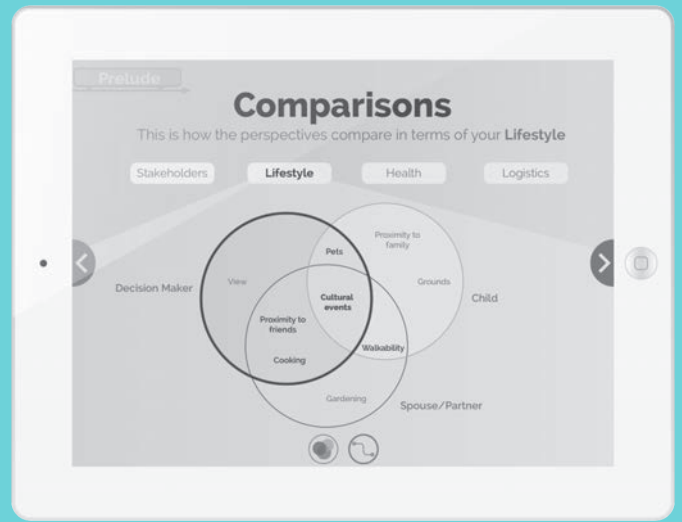 Prelude
Comparisons
This is how the perspectives compare in terms of your Lifestyle
Stakeholders
Lifestyle
Health
Logistics
Decision Maker
View
Pets
Proximity to
family
Grounds
Child
Cultural
events
Proximity to
friends
Cooking
Walkability
Gardening
Spouse/Partner